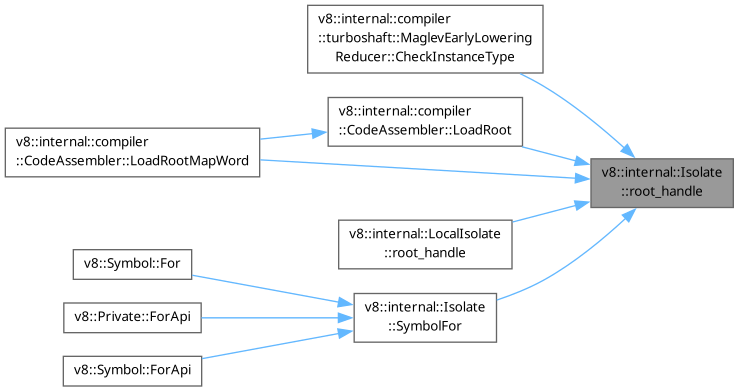 v8::internal::compiler
::turboshaft::MaglevEarlyLowering
Reducer::CheckInstanceType
v8::internal::compiler
::CodeAssembler::LoadRoot
v8::internal::compiler
::CodeAssembler::LoadRootMapWord
v8::internal::Isolate
::root_handle
v8::internal::LocalIsolate
::root_handle
v8::Symbol::For
v8::internal::Isolate
::SymbolFor
v8::Private::ForApi
v8::Symbol::ForApi